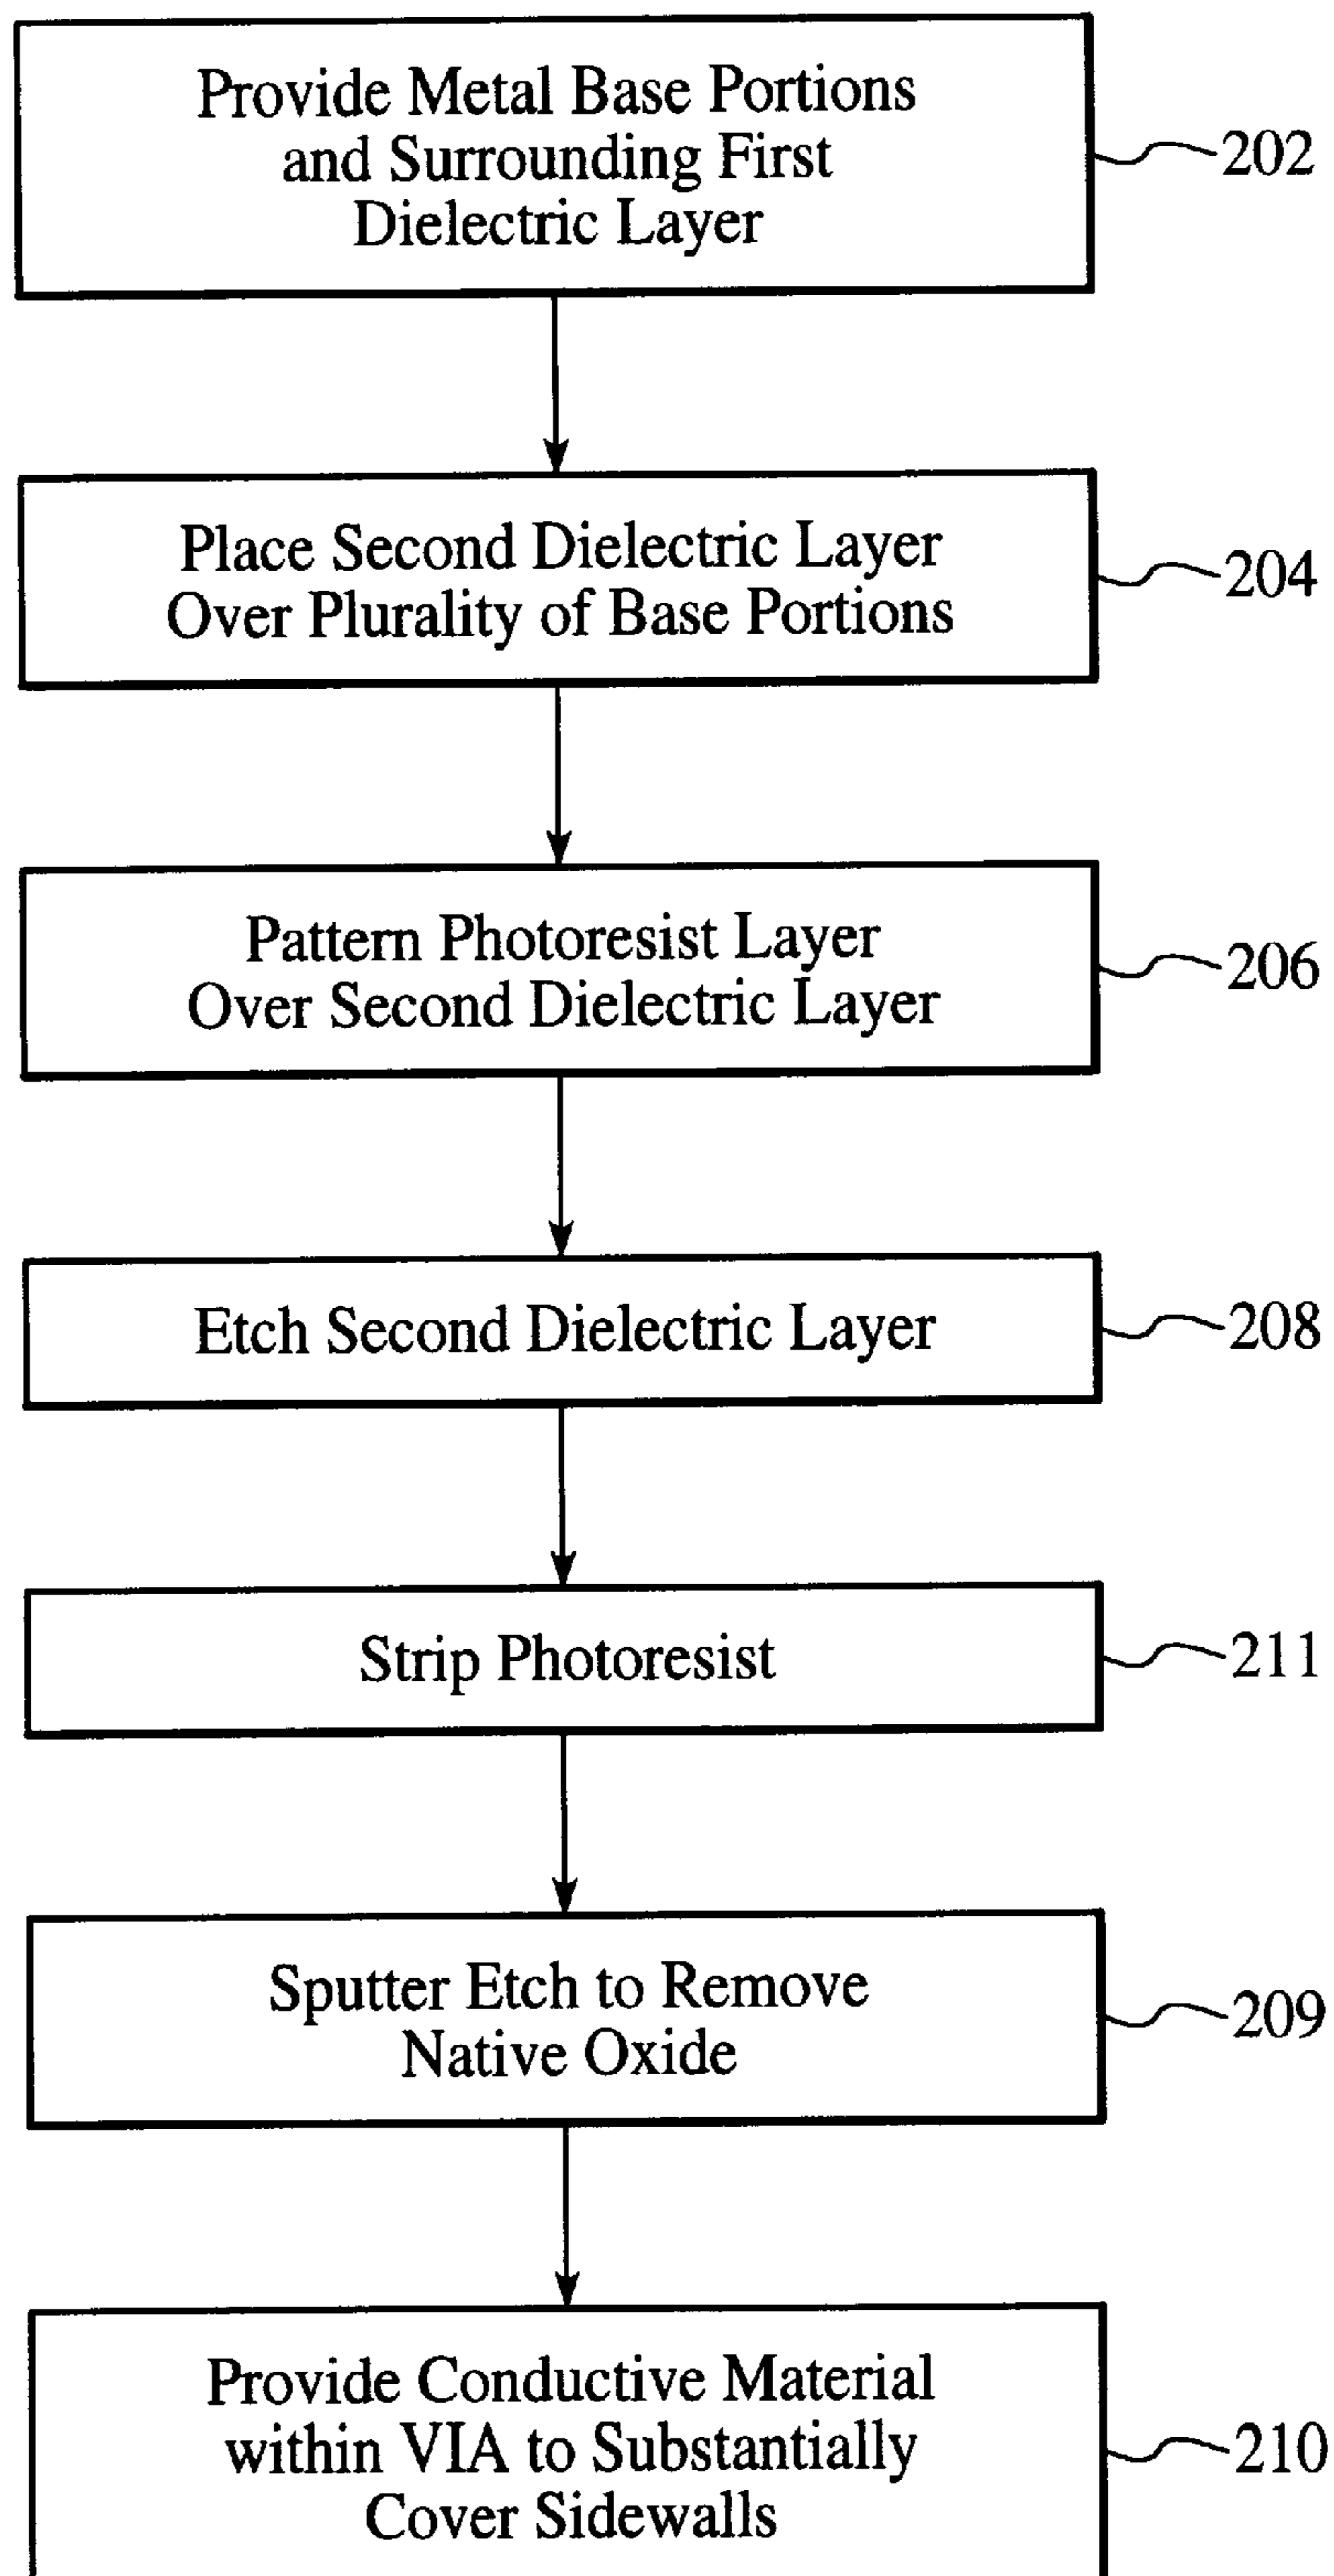 Provide Metal Base Portions
and Surrounding First
Dielectric Layer
202
Place Second Dielectric Layer
Over Plurality of Base Portions
204
Pattern Photoresist Layer
Over Second Dielectric Layer
206
Etch Second Dielectric Layer
208
Strip Photoresist
211
Sputter Etch to Remove
Native Oxide
209
Provide Conductive Material
within VIA to Substantially
Cover Sidewalls
210